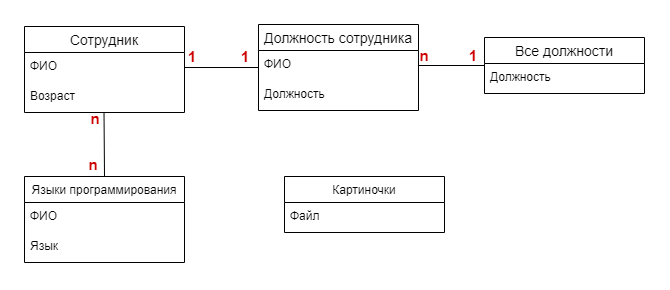 Сотрудник
ФИО
Возраст
1
1
Должность сотрудника
ФИО
Должность
n
1
Все должности
Должность
n
n
Языки программирования
ФИО
Язык
Картиночки
Файл